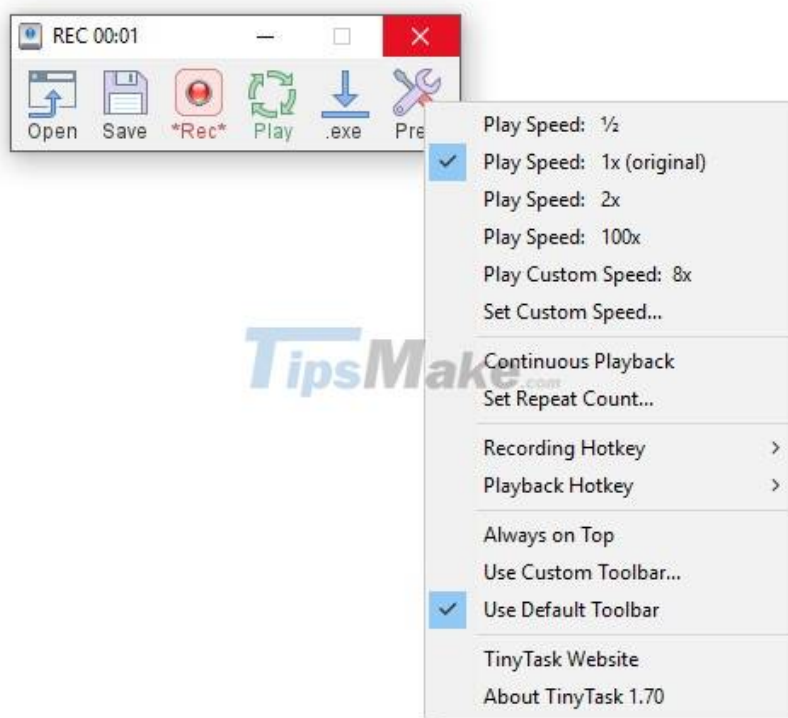 REC 00:01
Open Save *Rec* Play .exe Pre
Play Speed: ½
Play Speed: 1x (original)
Play Speed: 2x
Play Speed: 100x
Play Custom Speed: 8x
Set Custom Speed...
TipsMake.com
Continuous Playback
Set Repeat Count...
Recording Hotkey
Playback Hotkey
Always on Top
Use Custom Toolbar...
Use Default Toolbar
TinyTask Website
About TinyTask 1.70